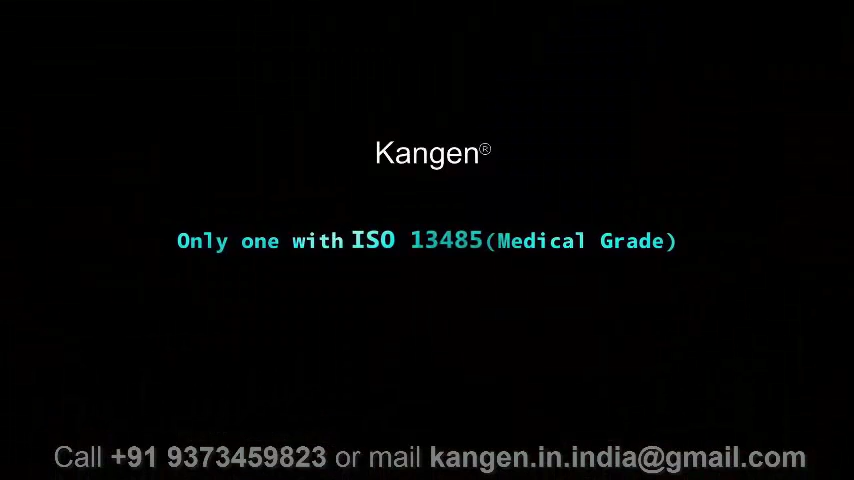 Kangen®
Only one with ISO 13485(Medical Grade)
Call +91 9373459823 or mail kangen.in.india@gmail.com